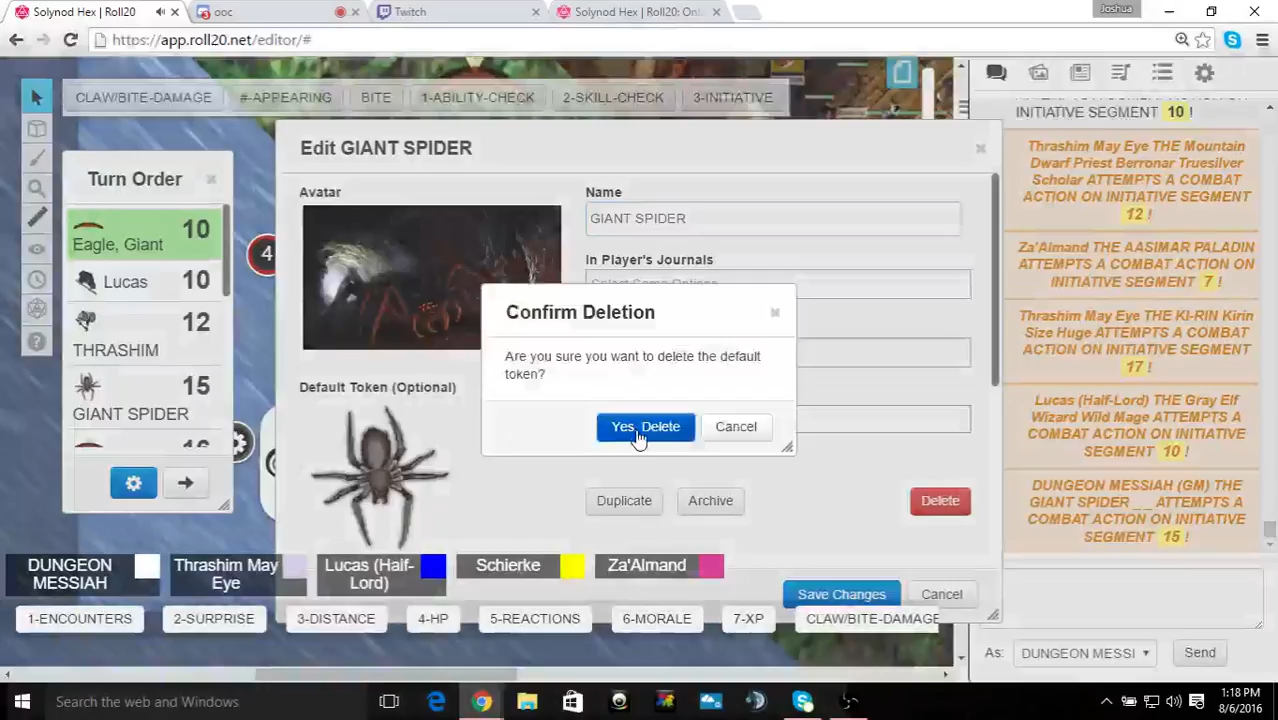 Solynod Hex | Roll20
ooc
Twitch
Solynod Hex | Roll20: Onl
Joshua
https://app.roll20.net/editor/#
CLAW/BITE-DAMAGE
#-APPEARING
BITE
1-ABILITY-CHECK
2-SKILL-CHECK
3-INITIATIVE
Turn Order
Eagle, Giant
10
Lucas
10
THRASHIM
12
GIANT SPIDER
15
4
Edit GIANT SPIDER
Avatar
Name
GIANT SPIDER
In Player's Journals
Default Token (Optional)
Confirm Deletion
Are you sure you want to delete the default
token?
Yes, Delete
Cancel
Duplicate
Archive
Delete
Save Changes
Cancel
INITIATIVE SEGMENT 10 !
Thrashim May Eye THE Mountain
Dwarf Priest Berronar Truesilver
Scholar ATTEMPTS A COMBAT
ACTION ON INITIATIVE SEGMENT
12 !
Za'Almand THE AASIMAR PALADIN
ATTEMPTS A COMBAT ACTION ON
INITIATIVE SEGMENT 7 !
Thrashim May Eye THE KI-RIN Kirin
Size Huge ATTEMPTS A COMBAT
ACTION ON INITIATIVE SEGMENT
17 !
Lucas (Half-Lord) THE Gray Elf
Wizard Wild Mage ATTEMPTS A
COMBAT ACTION ON INITIATIVE
SEGMENT 10 !
DUNGEON MESSIAH (GM) THE
GIANT SPIDER _ _ ATTEMPTS A
COMBAT ACTION ON INITIATIVE
SEGMENT 15 !
DUNGEON
MESSIAH
Thrashim May
Eye
Lucas (Half-
Lord)
Schierke
Za'Almand
1-ENCOUNTERS
2-SURPRISE
3-DISTANCE
4-HP
5-REACTIONS
6-MORALE
7-XP
CLAW/BITE-DAMAGE
As:
DUNGEON MESSI
Send
Search the web and Windows
1:18 PM
8/6/2016